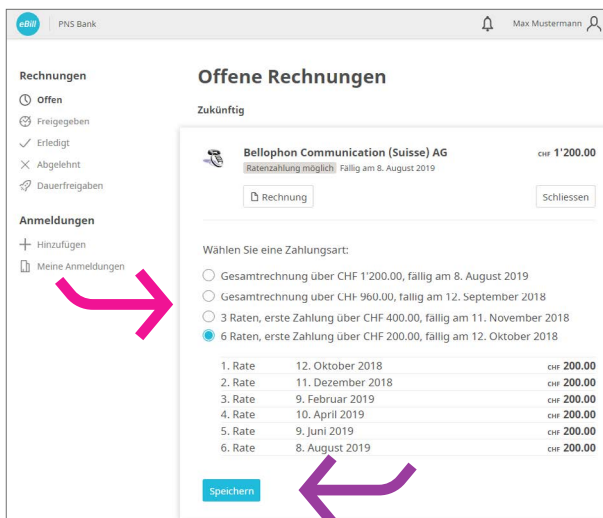 eBill PNS Bank Max Mustermann
Rechnungen
Offen
Freigegeben
Erledigt
Abgelehnt
Dauerfreigaben
Anmeldungen
Hinzufügen
Meine Anmeldungen
Offene Rechnungen
Zukünftig
Bellophon Communication (Suisse) AG CHF 1'200.00
Ratenzahlung möglich Fällig am 8. August 2019
Rechnung Schliessen
Wählen Sie eine Zahlungsart:
Gesamtrechnung über CHF 1'200.00, fällig am 8. August 2019
Gesamtrechnung über CHF 960.00, fällig am 12. September 2018
3 Raten, erste Zahlung über CHF 400.00, fällig am 11. November 2018
6 Raten, erste Zahlung über CHF 200.00, fällig am 12. Oktober 2018
1. Rate 12. Oktober 2018 CHF 200.00
2. Rate 11. Dezember 2018 CHF 200.00
3. Rate 9. Februar 2019 CHF 200.00
4. Rate 10. April 2019 CHF 200.00
5. Rate 9. Juni 2019 CHF 200.00
6. Rate 8. August 2019 CHF 200.00
Speichern